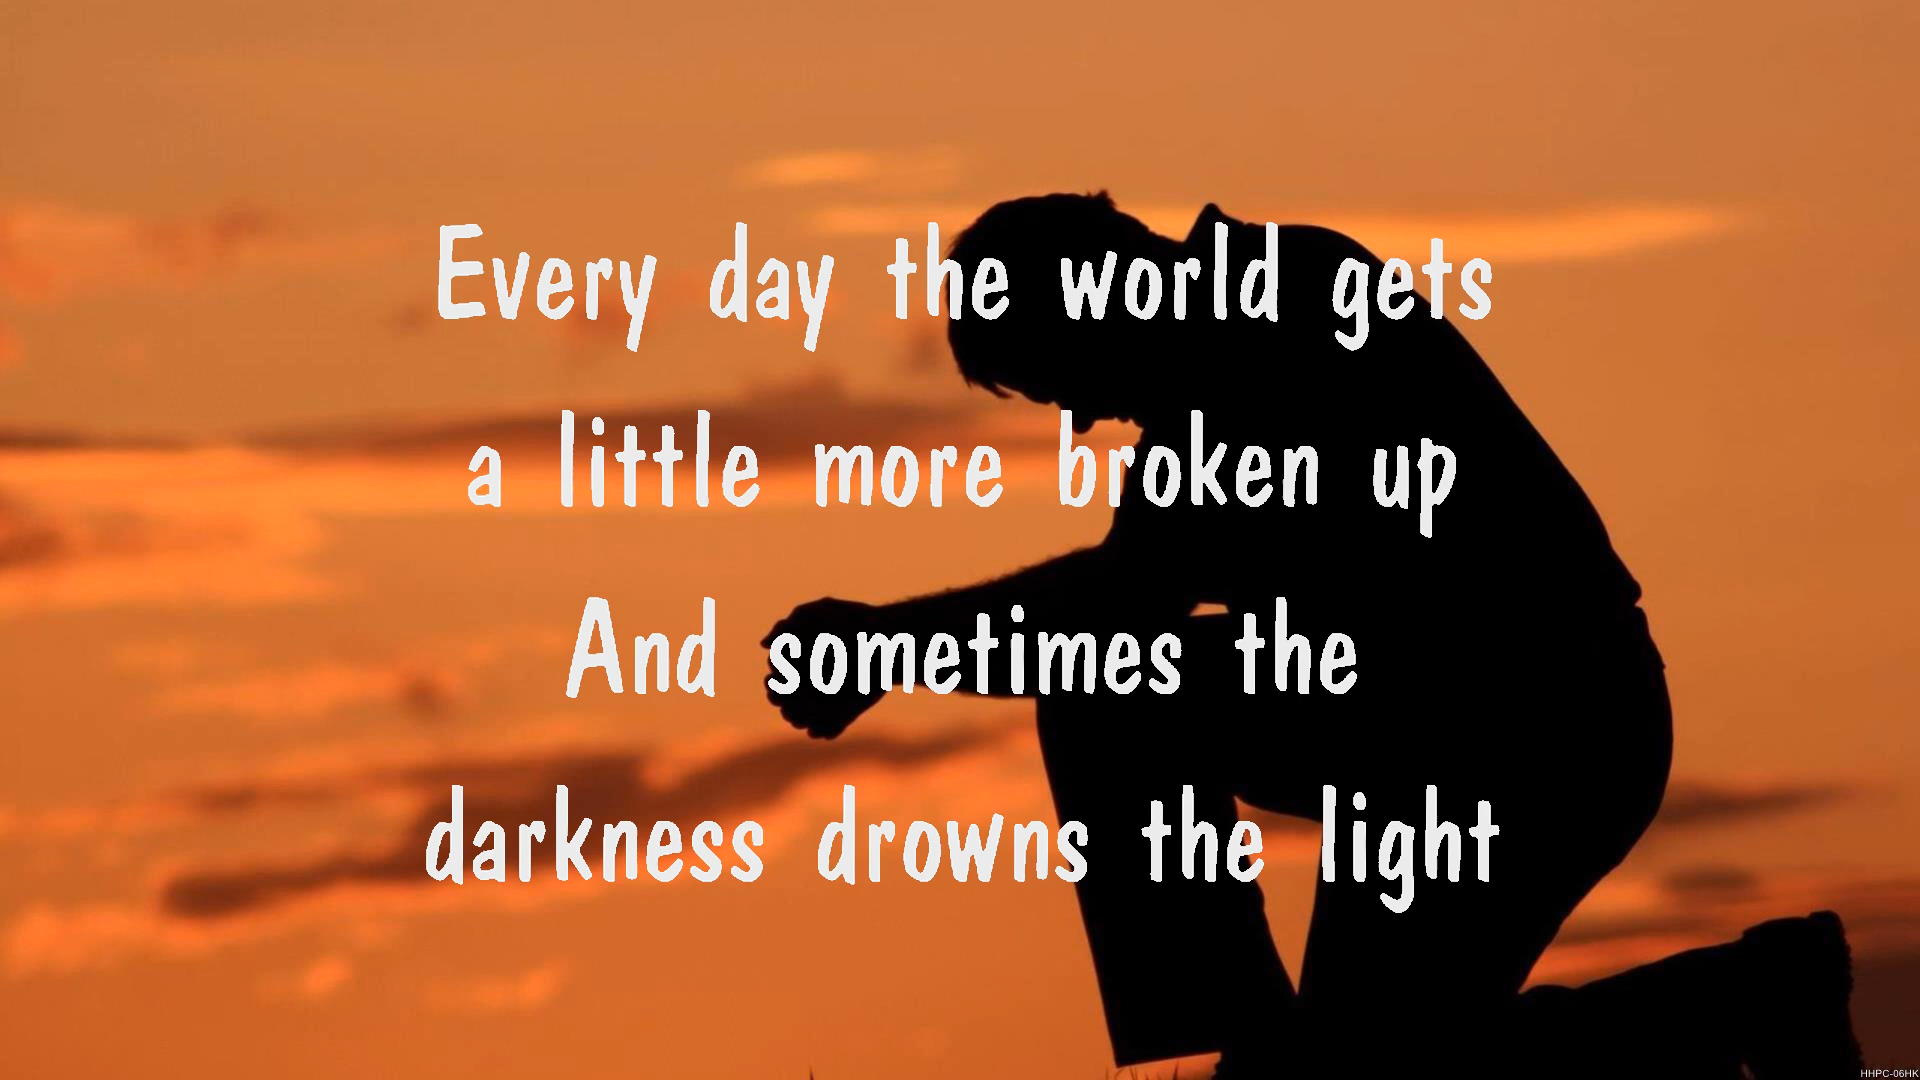 Every day the world gets
a little more broken up
And sometimes the
darkness drowns the light
HHPC-06HK